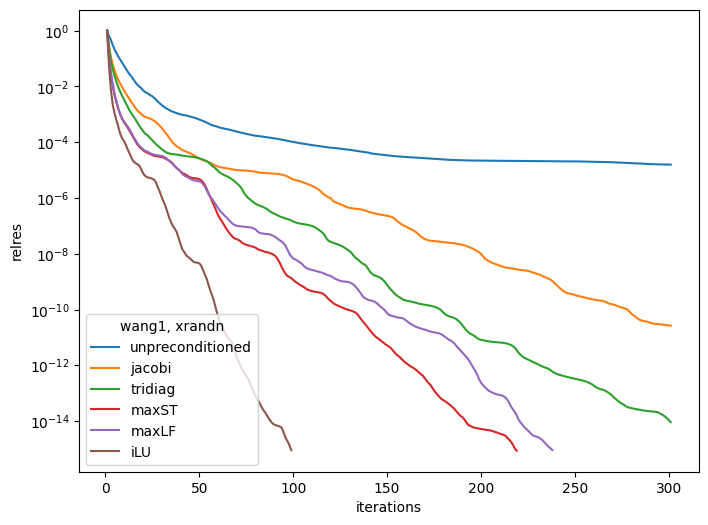 10^0
10^-2
10^-4
10^-6
10^-8
10^-10
10^-12
10^-14
relres
wang1, xrandn
unpreconditioned
jacobi
tridiag
maxST
maxLF
iLU
0 50 100 150 200 250 300
iterations